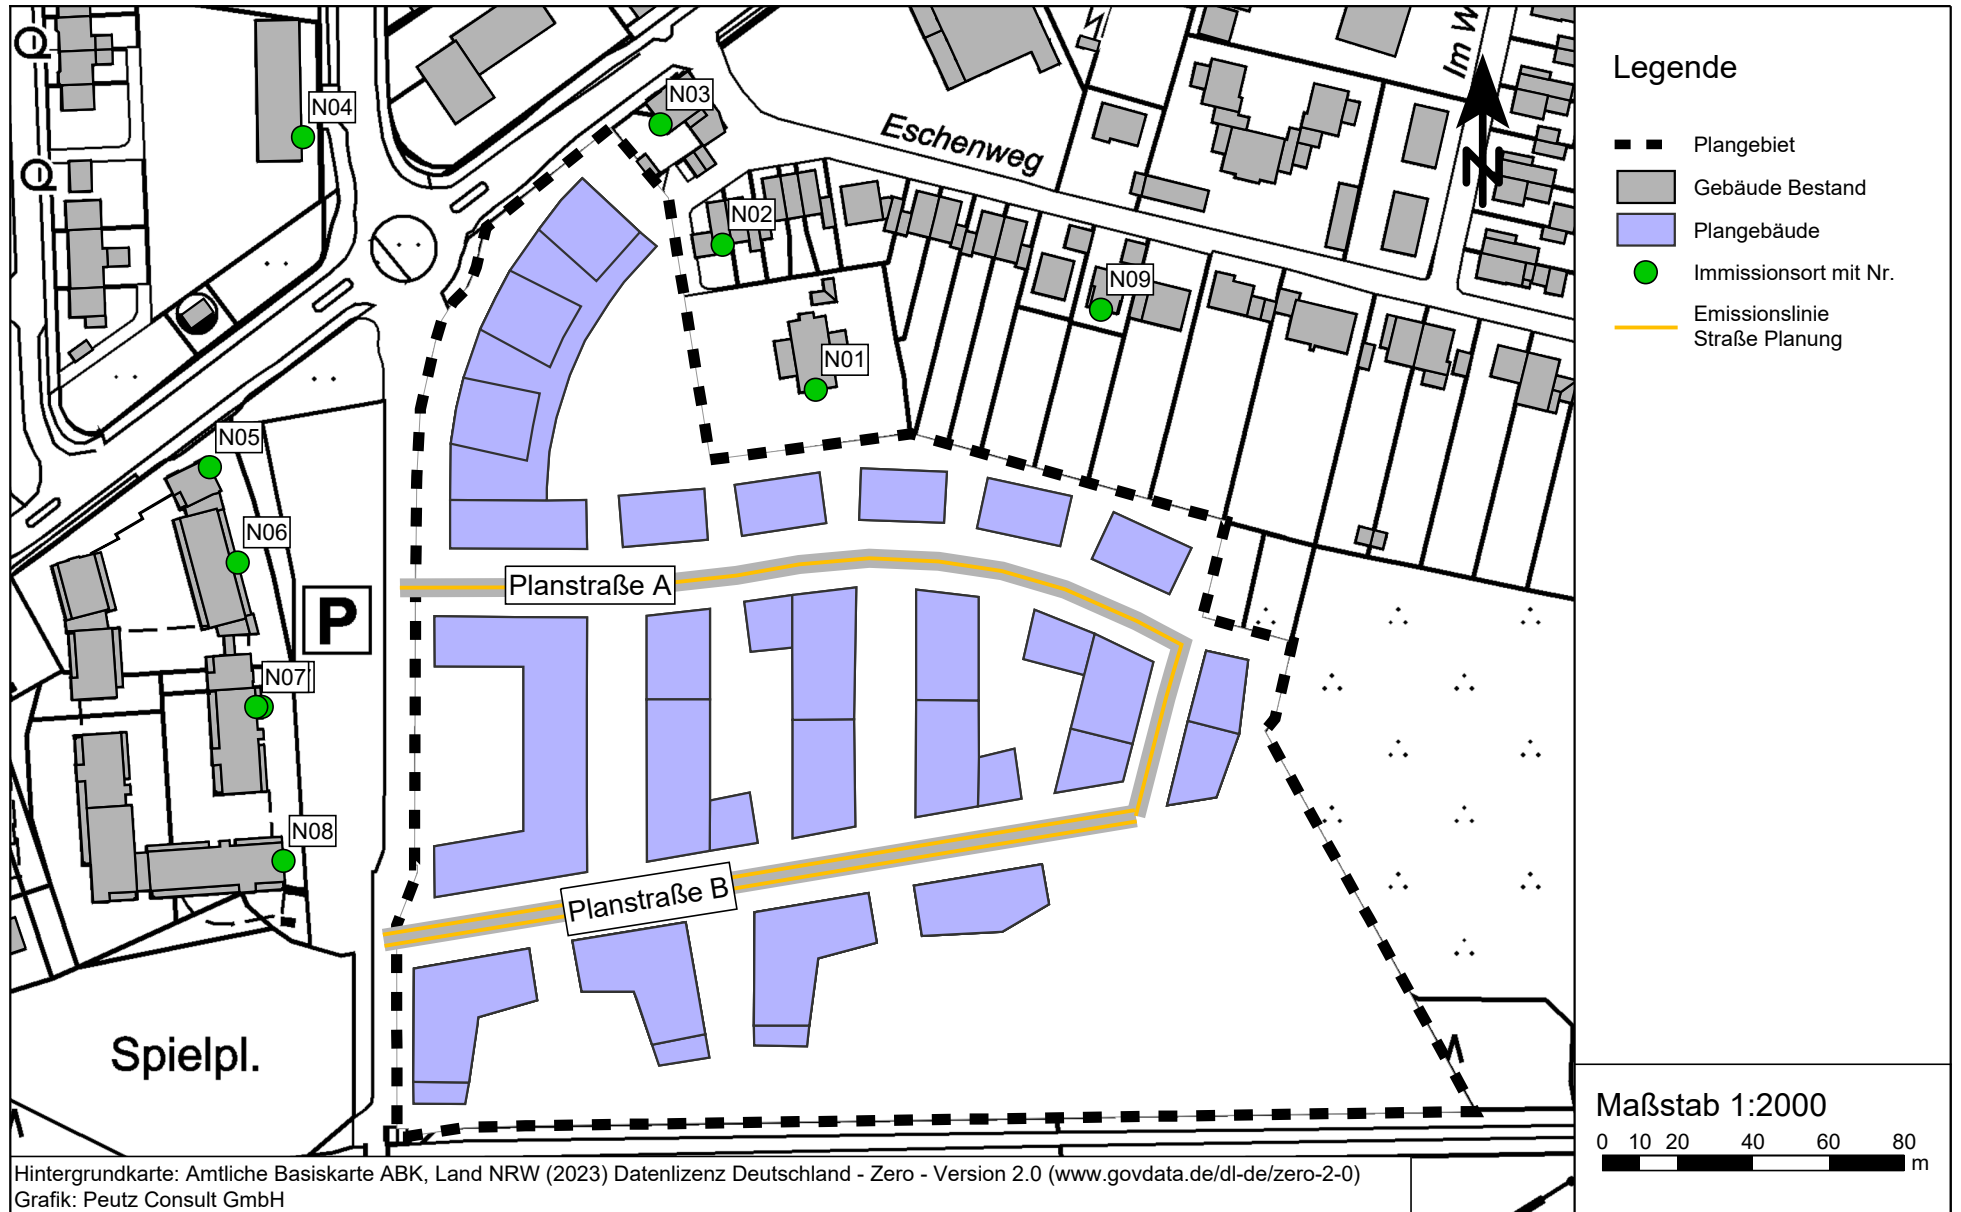 Im W
N04
N03
Eschenweg
N02
N09
N01
N05
N06
Planstraße A
P
N07
N08
Planstraße B
Spielpl.
Legende
N
Plangebiet
Gebäude Bestand
Plangebäude
Immissionsort mit Nr.
Emissionslinie
Straße Planung
Maßstab 1:2000
0 10 20 40 60 80
m
Hintergrundkarte: Amtliche Basiskarte ABK, Land NRW (2023) Datenlizenz Deutschland - Zero - Version 2.0 (www.govdata.de/dl-de/zero-2-0)
Grafik: Peutz Consult GmbH